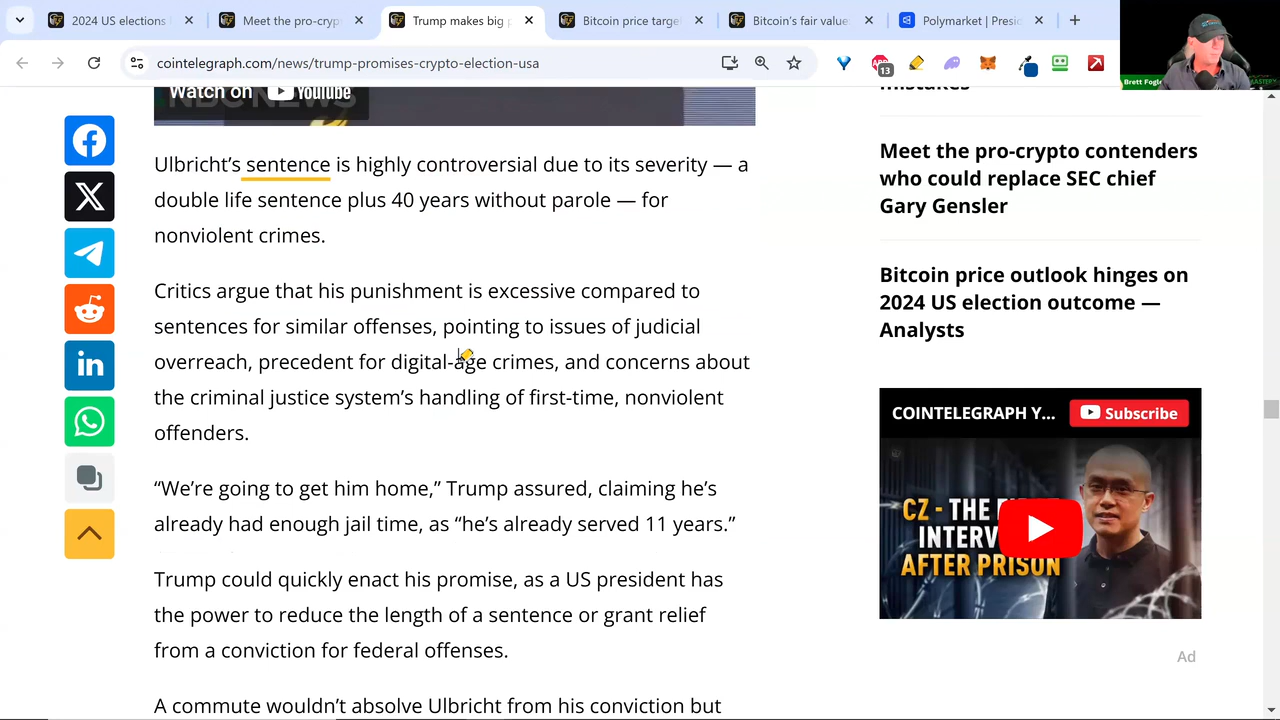 2024 US elections
Meet the pro-cryp
Trump makes big p
Bitcoin price targe
Bitcoin's fair value
Polymarket | Presi
cointelegraph.com/news/trump-promises-crypto-election-usa
13
Brett Fogle
Watch on YouTube
Ulbricht’s sentence is highly controversial due to its severity — a
double life sentence plus 40 years without parole — for
nonviolent crimes.
Critics argue that his punishment is excessive compared to
sentences for similar offenses, pointing to issues of judicial
overreach, precedent for digital-age crimes, and concerns about
the criminal justice system’s handling of first-time, nonviolent
offenders.
“We’re going to get him home,” Trump assured, claiming he’s
already had enough jail time, as “he’s already served 11 years.”
Trump could quickly enact his promise, as a US president has
the power to reduce the length of a sentence or grant relief
from a conviction for federal offenses.
A commute wouldn’t absolve Ulbricht from his conviction but
mistakes
Meet the pro-crypto contenders
who could replace SEC chief
Gary Gensler
Bitcoin price outlook hinges on
2024 US election outcome —
Analysts
COINTELEGRAPH Y...
Subscribe
CZ - THE
INTERV
AFTER PRISON
Ad